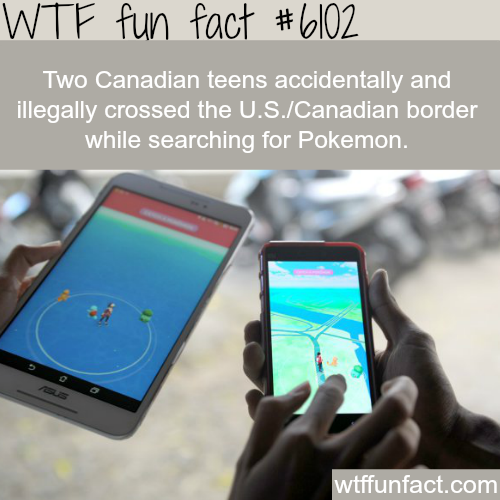 WTF fun fact #6102
Two Canadian teens accidentally and
illegally crossed the U.S./Canadian border
while searching for Pokemon.
ASUS
wtffunfact.com